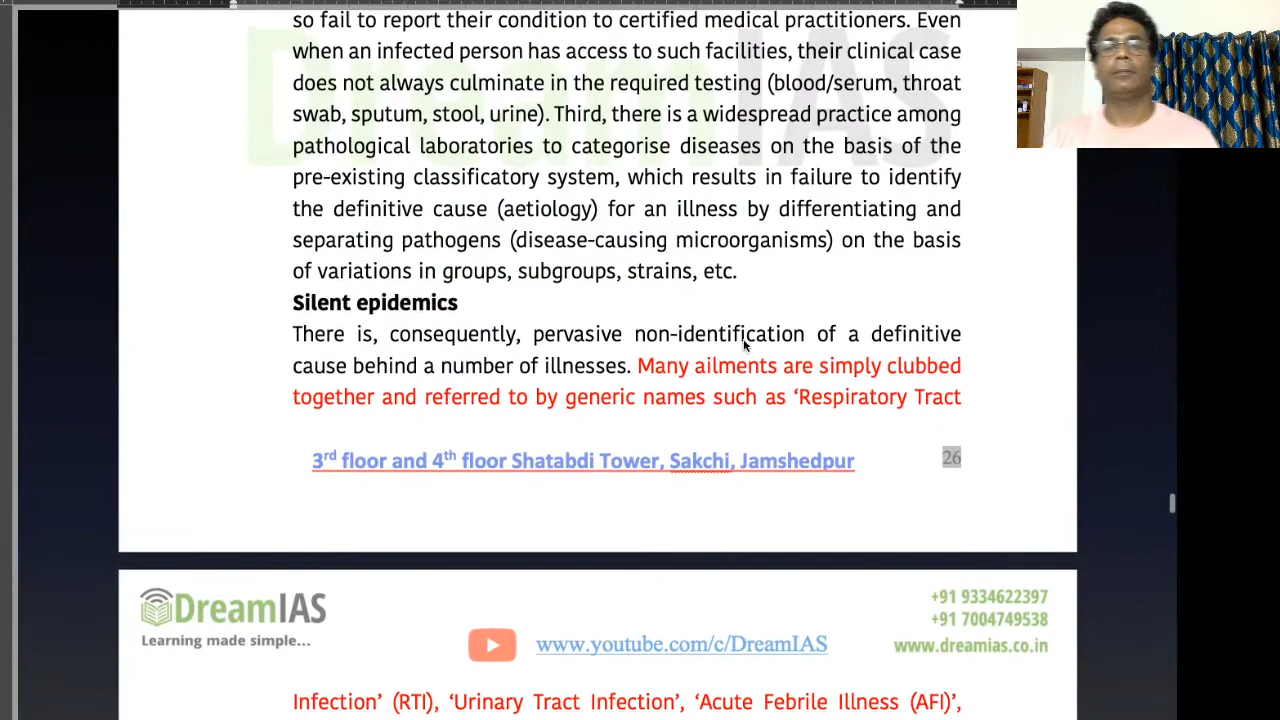 so fail to report their condition to certified medical practitioners. Even
when an infected person has access to such facilities, their clinical case
does not always culminate in the required testing (blood/serum, throat
swab, sputum, stool, urine). Third, there is a widespread practice among
pathological laboratories to categorise diseases on the basis of the
pre-existing classificatory system, which results in failure to identify
the definitive cause (aetiology) for an illness by differentiating and
separating pathogens (disease-causing microorganisms) on the basis
of variations in groups, subgroups, strains, etc.
Silent epidemics
There is, consequently, pervasive non-identification of a definitive
cause behind a number of illnesses. Many ailments are simply clubbed
together and referred to by generic names such as ‘Respiratory Tract
3rd floor and 4th floor Shatabdi Tower, Sakchi, Jamshedpur
26
DreamIAS
Learning made simple...
www.youtube.com/c/DreamIAS
+91 9334622397
+91 7004749538
www.dreamias.co.in
Infection’ (RTI), ‘Urinary Tract Infection’, ‘Acute Febrile Illness (AFI)’,
DreamIAS